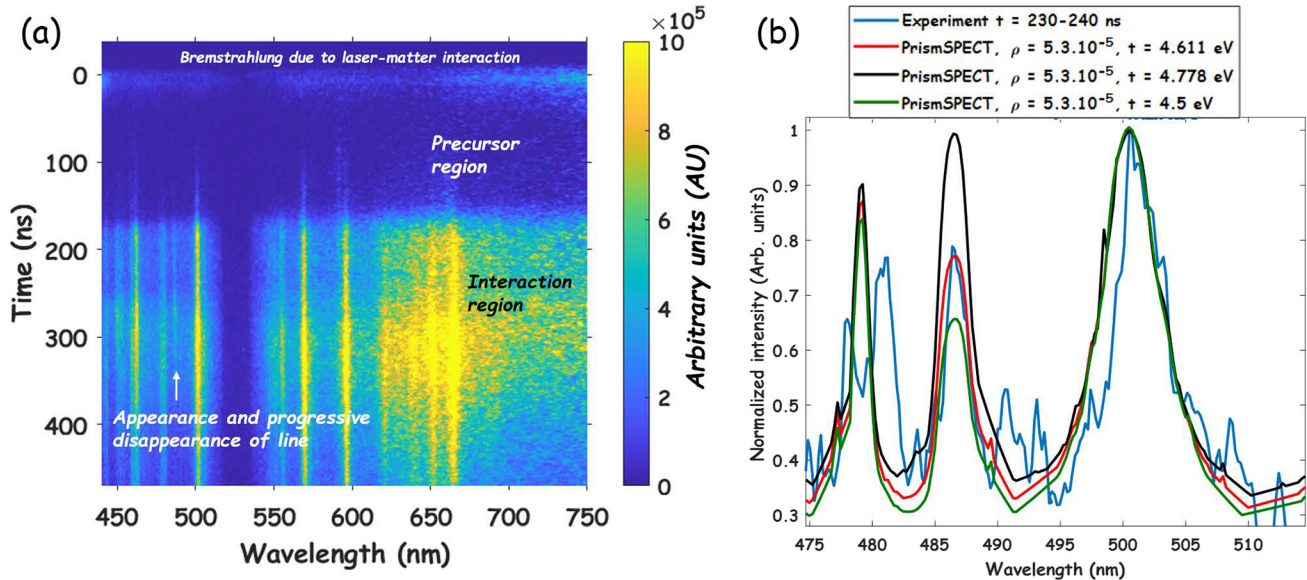 (a)
×10⁵
Bremstrahlung due to laser-matter interaction
Precursor
region
Interaction
region
Appearance and progressive
disappearance of line
0
100
200
300
400
Time (ns)
450 500 550 600 650 700 750
Wavelength (nm)
10
8
6
4
2
0
Arbitrary units (AU)
(b)
Experiment t = 230-240 ns
PrismSPECT, ρ = 5.3.10⁻⁵, t = 4.611 eV
PrismSPECT, ρ = 5.3.10⁻⁵, t = 4.778 eV
PrismSPECT, ρ = 5.3.10⁻⁵, t = 4.5 eV
1
0.9
0.8
0.7
0.6
0.5
0.4
0.3
Normalized intensity (Arb. units)
475 480 485 490 495 500 505 510
Wavelength (nm)